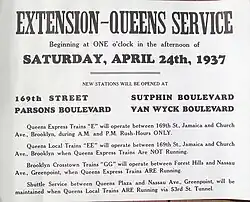 EXTENSION-QUEENS SERVICE
Beginning at ONE o'clock in the afternoon of
SATURDAY, APRIL 24th, 1937
NEW STATIONS WILL BE OPENED AT
169th STREET SUTPHIN BOULEVARD
PARSONS BOULEVARD VAN WYCK BOULEVARD
Queens Express Trains "E" will operate between 169th St., Jamaica and Church
Ave., Brooklyn, during A.M. and P.M. Rush-Hours ONLY.
Queens Local Trains "EE" will operate between 169th St., Jamaica and Church Ave.,
Brooklyn when Queens Express Trains Are NOT Running.
Brooklyn Crosstown Trains "GG" will operate between Forest Hills and Nassau
Ave., Greenpoint, when Queens Express Trains ARE Running.
Shuttle Service between Queens Plaza and Nassau Ave., Greenpoint, will be
maintained when Queens Local Trains ARE Running via 53rd St. Tunnel.